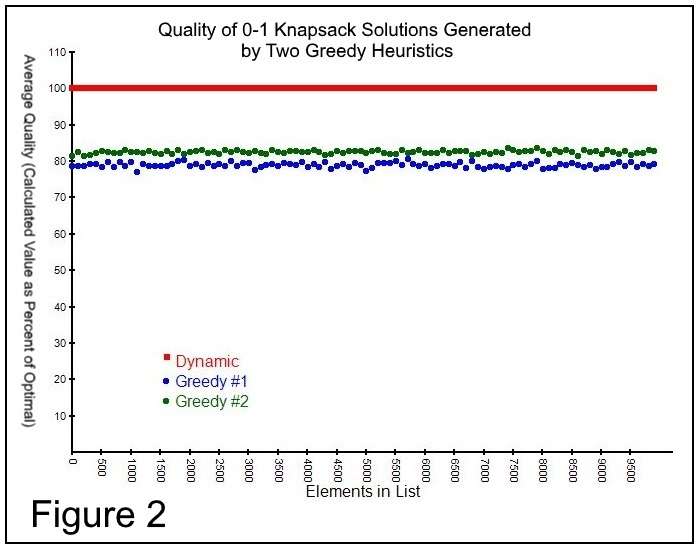 Quality of 0-1 Knapsack Solutions Generated
by Two Greedy Heuristics
Average Quality (Calculated Value as Percent of Optimal)
110
100
90
80
70
60
50
40
30
20
10
Dynamic
Greedy #1
Greedy #2
0 500 1000 1500 2000 2500 3000 3500 4000 4500 5000 5500 6000 6500 7000 7500 8000 8500 9000 9500
Elements in List
Figure 2